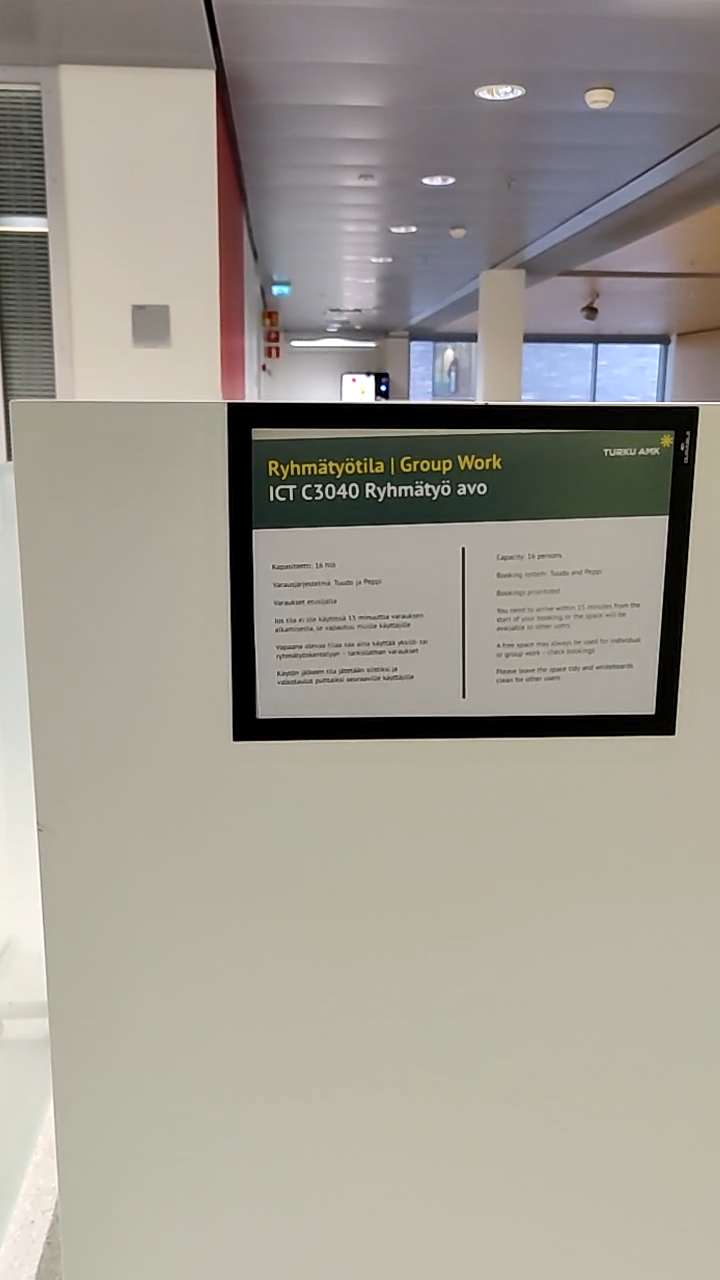 Ryhmätyötila | Group Work
ICT C3040 Ryhmätyö avo
TURKU AMK
Kapasiteetti: 16 hlö
Varausjärjestelmä: Tuudo ja Peppi
Varaukset etusijalla
Jos tila ei ole käytössä 15 minuuttia varauksen
alkamisesta, se vapautuu muille käyttäjille
Vapaana olevaa tilaa saa aina käyttää yksilö- tai
ryhmätyöskentelyyn – tarkistathan varaukset
Käytön jälkeen tila jätetään siistiksi ja
valkotaulut puhtaiksi seuraaville käyttäjille
Capacity: 16 persons
Booking system: Tuudo and Peppi
Bookings prioritized
You need to arrive within 15 minutes from the
start of your booking, or the space will be
available to other users
A free space may always be used for individual
or group work – check bookings
Please leave the space tidy and whiteboards
clean for other users